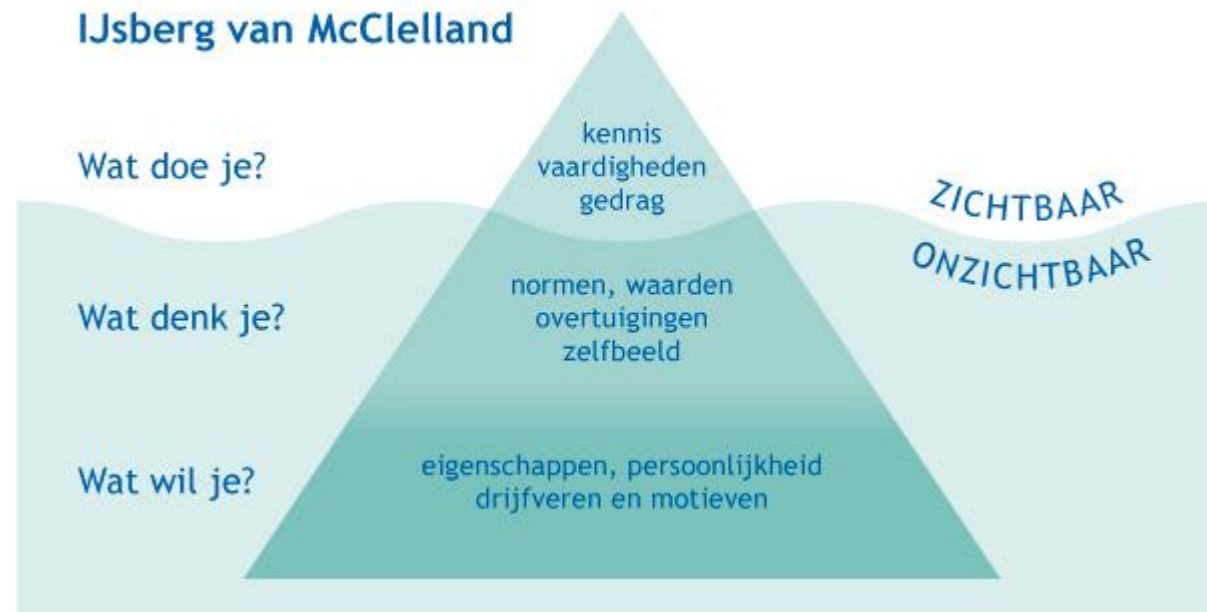 IJsberg van McClelland
Wat doe je?
kennis
vaardigheden
gedrag
ZICHTBAAR
ONZICHTBAAR
Wat denk je?
normen, waarden
overtuigingen
zelfbeeld
Wat wil je?
eigenschappen, persoonlijkheid
drijfveren en motieven